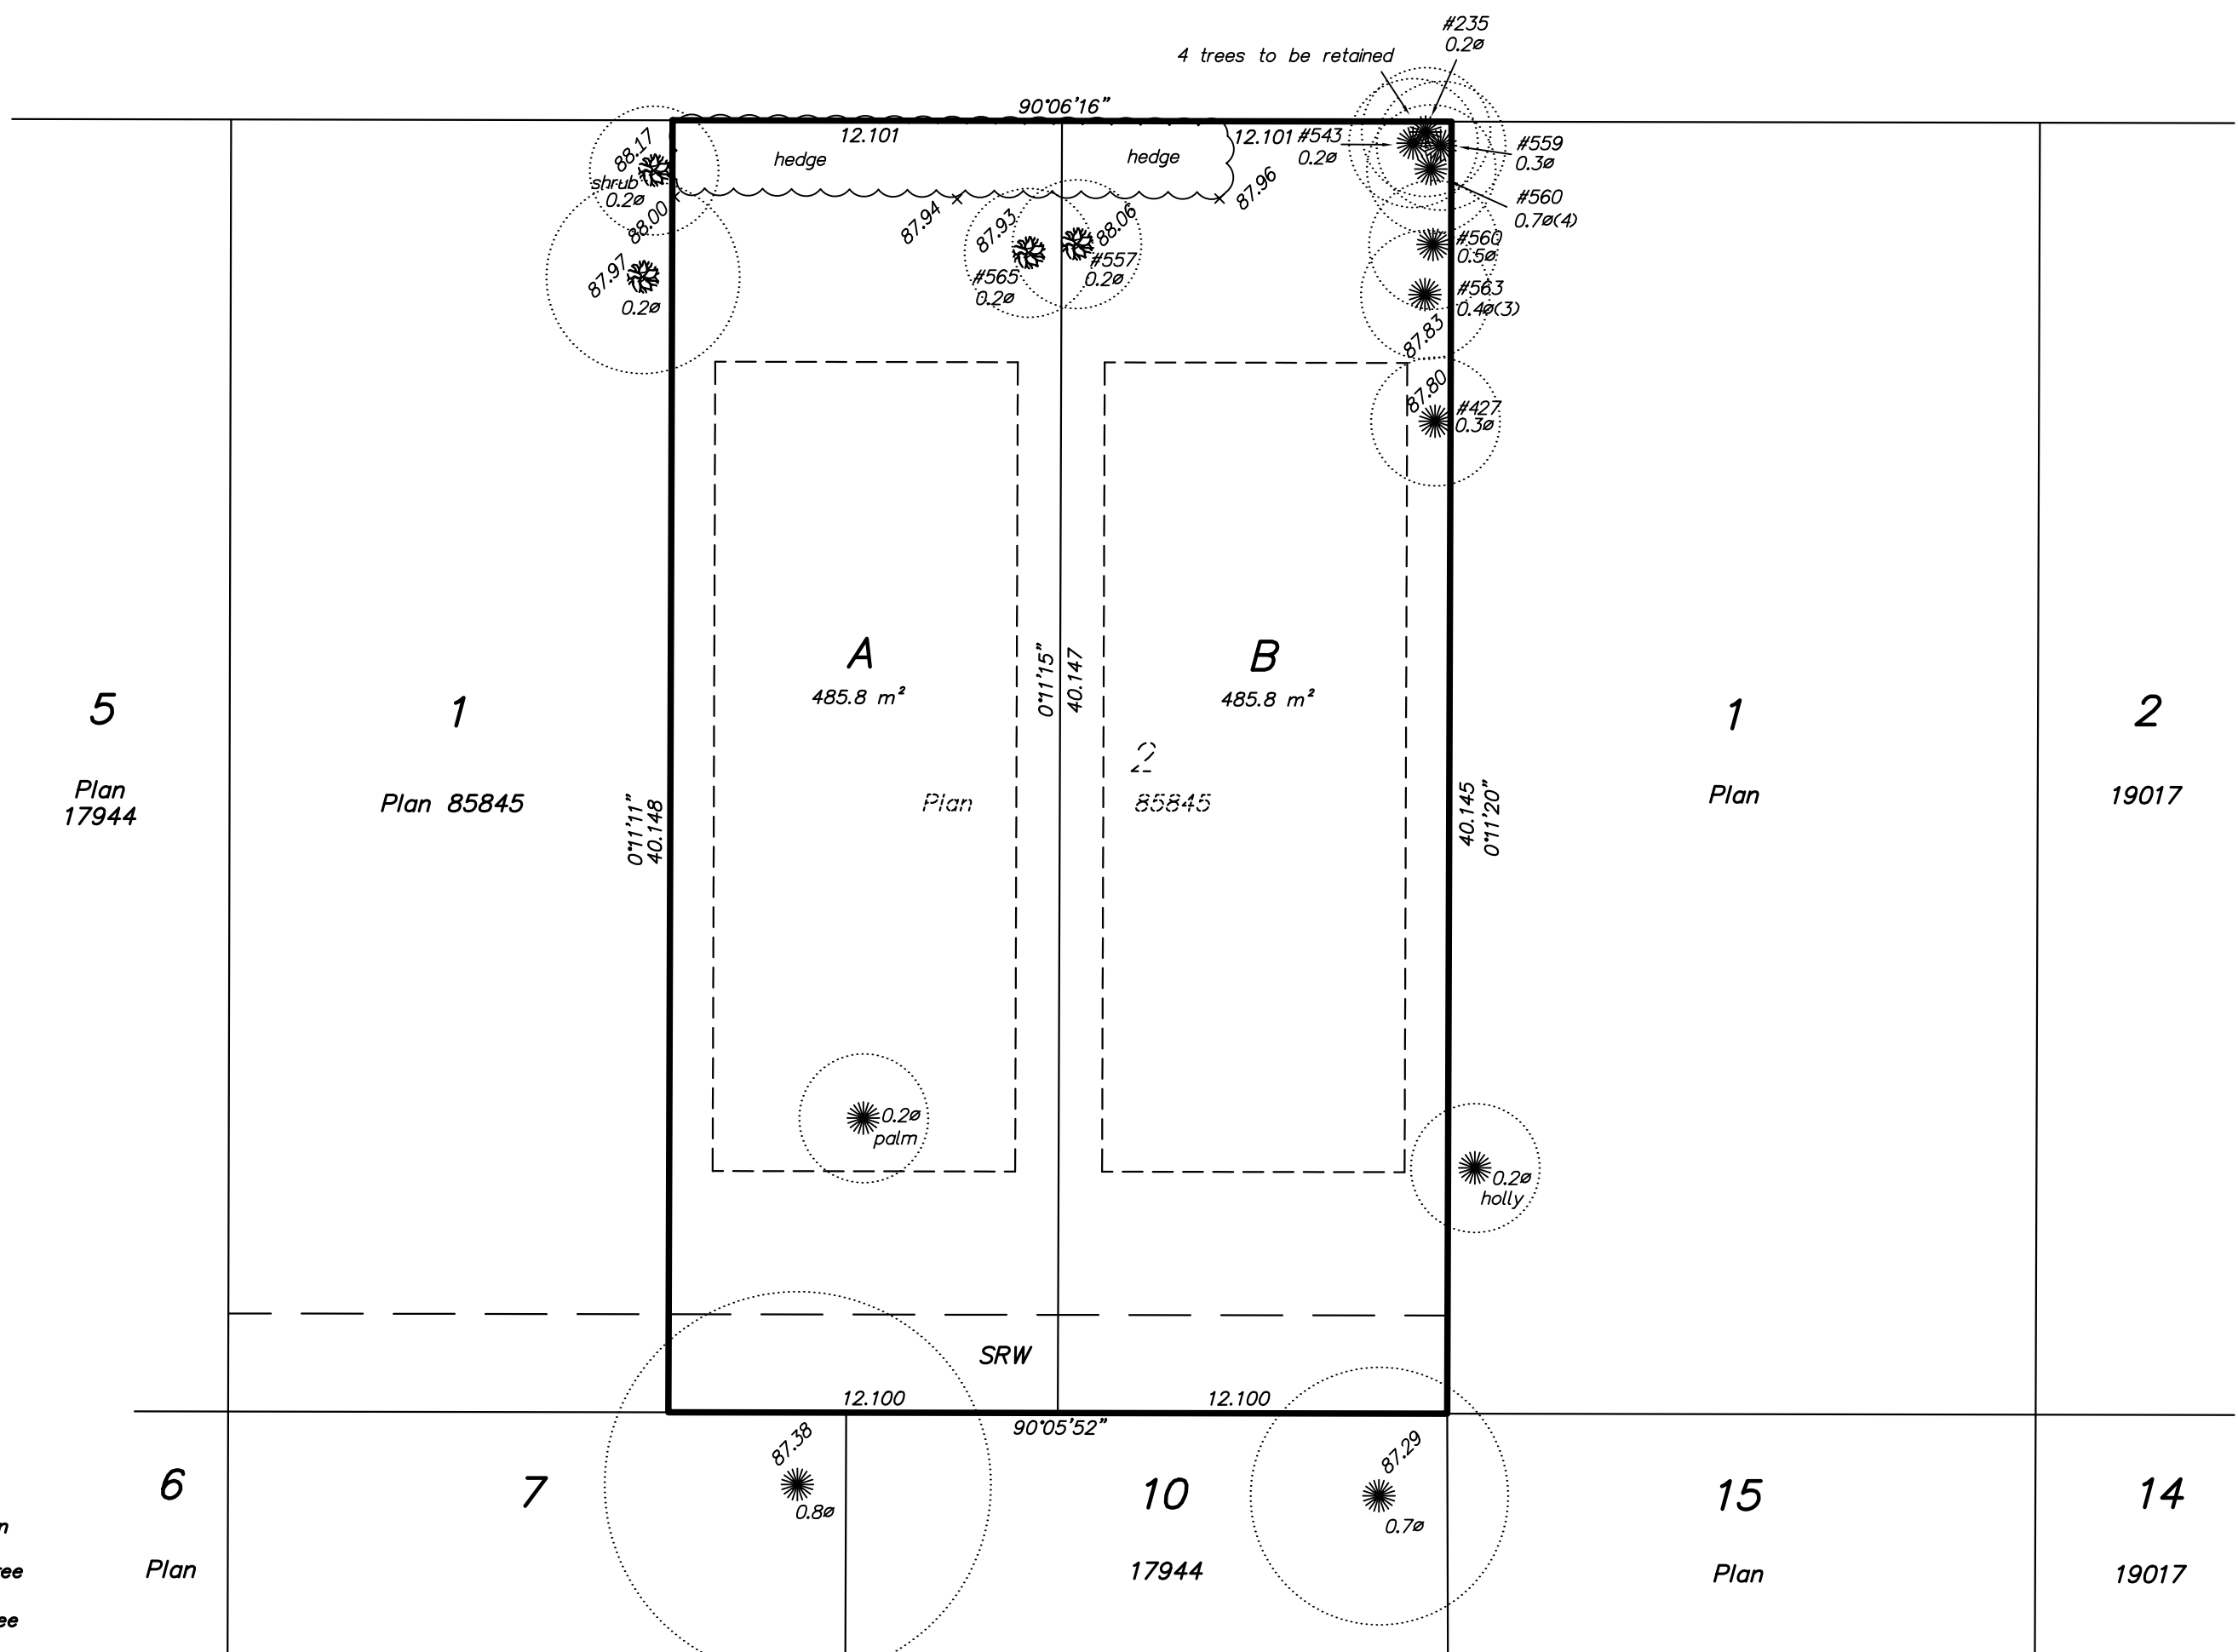 #235
0.2ø
4 trees to be retained
90°06'16"
12.101
12.101
#543
0.2ø
#559
0.3ø
hedge
hedge
88.17
shrub
0.2ø
88.00
87.94
87.93
88.06
87.96
#560
0.7ø(4)
#560
0.5ø
87.97
0.2ø
#565
0.2ø
#557
0.2ø
#563
0.4ø(3)
87.83
87.80
#427
0.3ø
A
485.8 m²
0°11'15"
40.147
B
485.8 m²
5
Plan
17944
1
Plan 85845
0°11'11"
40.148
2
Plan 85845
40.145
0°11'20"
1
Plan
2
19017
0.2ø
palm
0.2ø
holly
SRW
12.100
12.100
90°05'52"
87.38
0.8ø
87.29
0.7ø
6
Plan
7
10
17944
15
Plan
14
19017